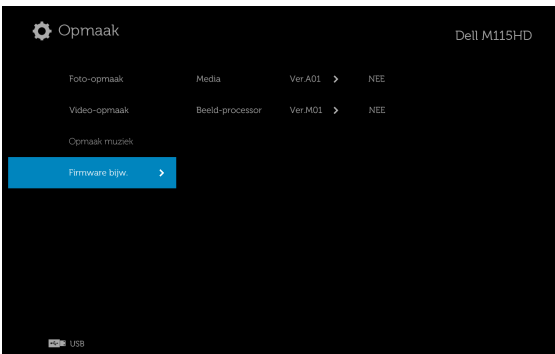 Opmaak
Dell M115HD
Foto-opmaak Media Ver.A01 > NEE
Video-opmaak Beeld-processor Ver.M01 > NEE
Opmaak muziek
Firmware bijw. >
USB